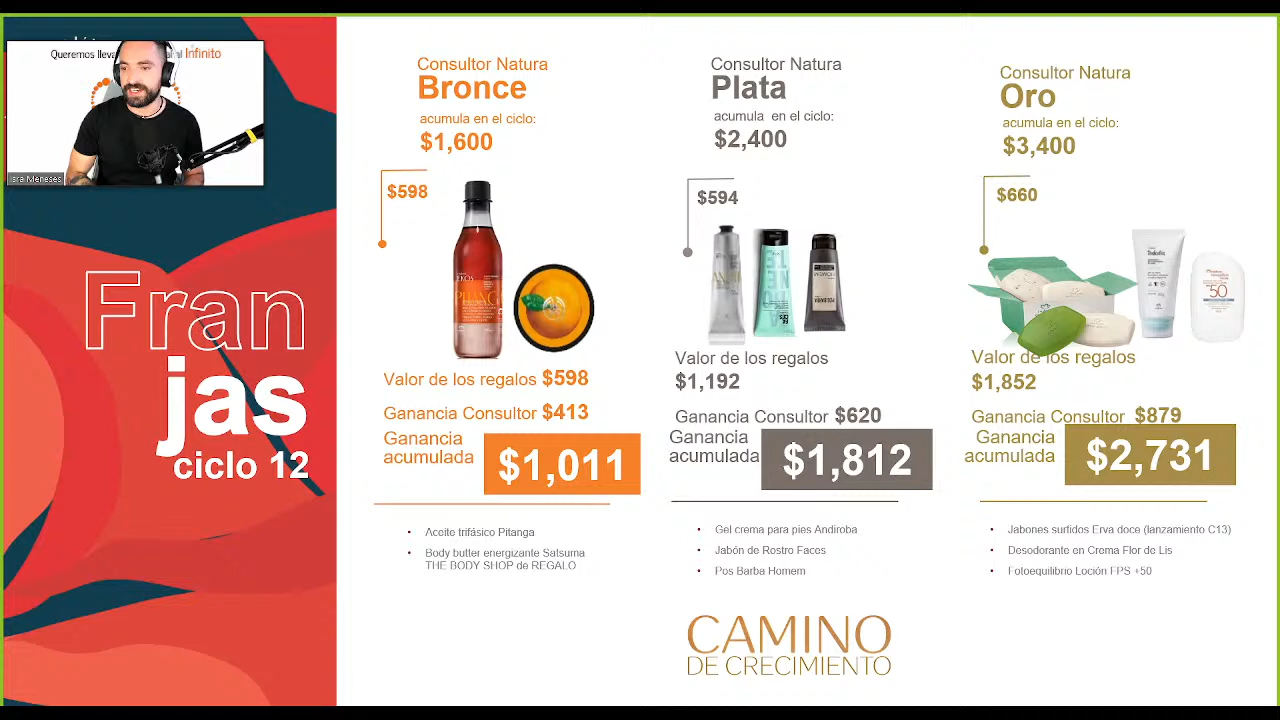 Queremos lleva
al Infinito
Isra Meneses
Fran
jas
ciclo 12
Consultor Natura
Bronce
acumula en el ciclo:
$1,600
$598
EKOS
Valor de los regalos $598
Ganancia Consultor $413
Ganancia
acumulada
$1,011
• Aceite trifásico Pitanga
• Body butter energizante Satsuma
THE BODY SHOP de REGALO
Consultor Natura
Plata
acumula en el ciclo:
$2,400
$594
Valor de los regalos
$1,192
Ganancia Consultor $620
Ganancia
acumulada
$1,812
• Gel crema para pies Andiroba
• Jabón de Rostro Faces
• Pos Barba Homem
Consultor Natura
Oro
acumula en el ciclo:
$3,400
$660
50
Valor de los regalos
$1,852
Ganancia Consultor $879
Ganancia
acumulada
$2,731
• Jabones surtidos Erva doce (lanzamiento C13)
• Desodorante en Crema Flor de Lis
• Fotoequilibrio Loción FPS +50
CAMINO
DE CRECIMIENTO